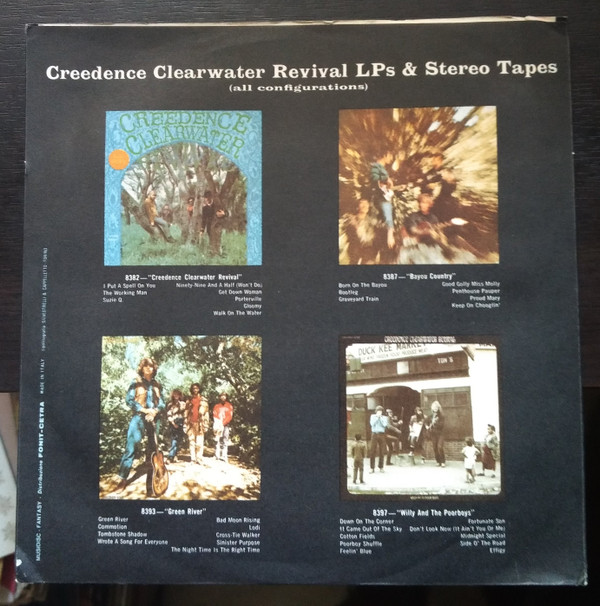 Creedence Clearwater Revival LPs & Stereo Tapes
(all configurations)
CREEDENCE
CLEARWATER
8382—"Creedence Clearwater Revival"
I Put A Spell On You
The Working Man
Suzie Q
Ninety-Nine And A Half (Won't Do)
Get Down Woman
Porterville
Gloomy
Walk On The Water
8387—"Bayou Country"
Born On The Bayou
Bootleg
Graveyard Train
Good Golly Miss Molly
Penthouse Pauper
Proud Mary
Keep On Chooglin'
8393—"Green River"
Green River
Commotion
Tombstone Shadow
Wrote A Song For Everyone
Bad Moon Rising
Lodi
Cross-Tie Walker
Sinister Purpose
The Night Time Is The Right Time
CREEDENCE CLEARWATER REVIVAL
DUCK KEE MARKET
8397—"Willy And The Poorboys"
Down On The Corner
It Came Out Of The Sky
Cotton Fields
Poorboy Shuffle
Feelin' Blue
Fortunate Son
Don't Look Now (It Ain't You Or Me)
Midnight Special
Side O' The Road
Effigy
MUSIDISC - FANTASY - Distribuzione FONIT-CETRA MADE IN ITALY